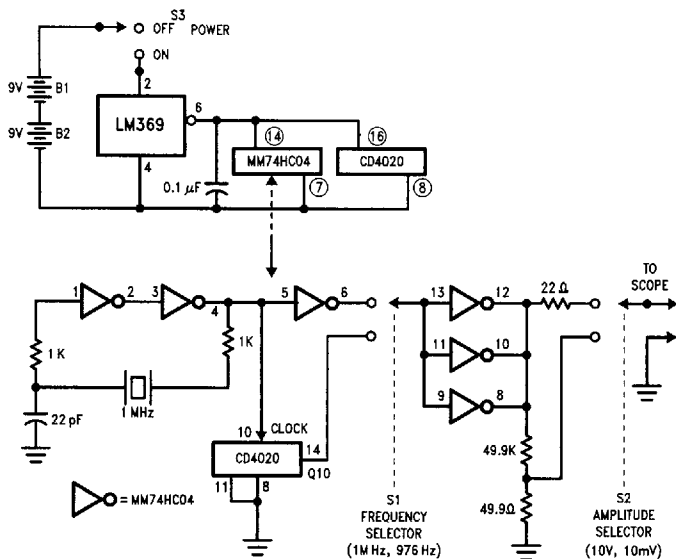 S3
OFF POWER
ON
9V B1
9V B2
2
LM369
6
4
0.1 µF
14
MM74HC04
7
16
CD4020
8
1 2 3 4 5 6
1K
1K
1 MHz
22 pF
10 CLOCK
CD4020
14
Q10
11 8
= MM74HC04
13 12
11 10
9 8
22 Ω
49.9K
49.9Ω
TO
SCOPE
S1
FREQUENCY
SELECTOR
(1MHz, 976Hz)
S2
AMPLITUDE
SELECTOR
(10V, 10mV)